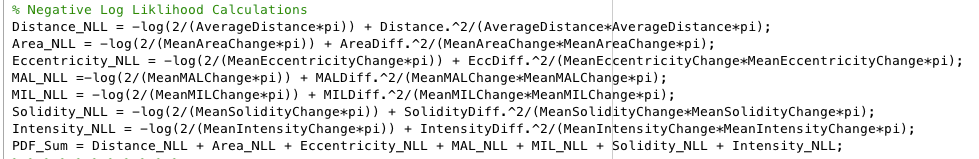 % Negative Log Liklihood Calculations
Distance_NLL = -log(2/(AverageDistance*pi)) + Distance.^2/(AverageDistance*AverageDistance*pi);
Area_NLL = -log(2/(MeanAreaChange*pi)) + AreaDiff.^2/(MeanAreaChange*MeanAreaChange*pi);
Eccentricity_NLL = -log(2/(MeanEccentricityChange*pi)) + EccDiff.^2/(MeanEccentricityChange*MeanEccentricityChange*pi);
MAL_NLL =-log(2/(MeanMALChange*pi)) + MALDiff.^2/(MeanMALChange*MeanMALChange*pi);
MIL_NLL = -log(2/(MeanMILChange*pi)) + MILDiff.^2/(MeanMILChange*MeanMILChange*pi);
Solidity_NLL = -log(2/(MeanSolidityChange*pi)) + SolidityDiff.^2/(MeanSolidityChange*MeanSolidityChange*pi);
Intensity_NLL = -log(2/(MeanIntensityChange*pi)) + IntensityDiff.^2/(MeanIntensityChange*MeanIntensityChange*pi);
PDF_Sum = Distance_NLL + Area_NLL + Eccentricity_NLL + MAL_NLL + MIL_NLL + Solidity_NLL + Intensity_NLL;